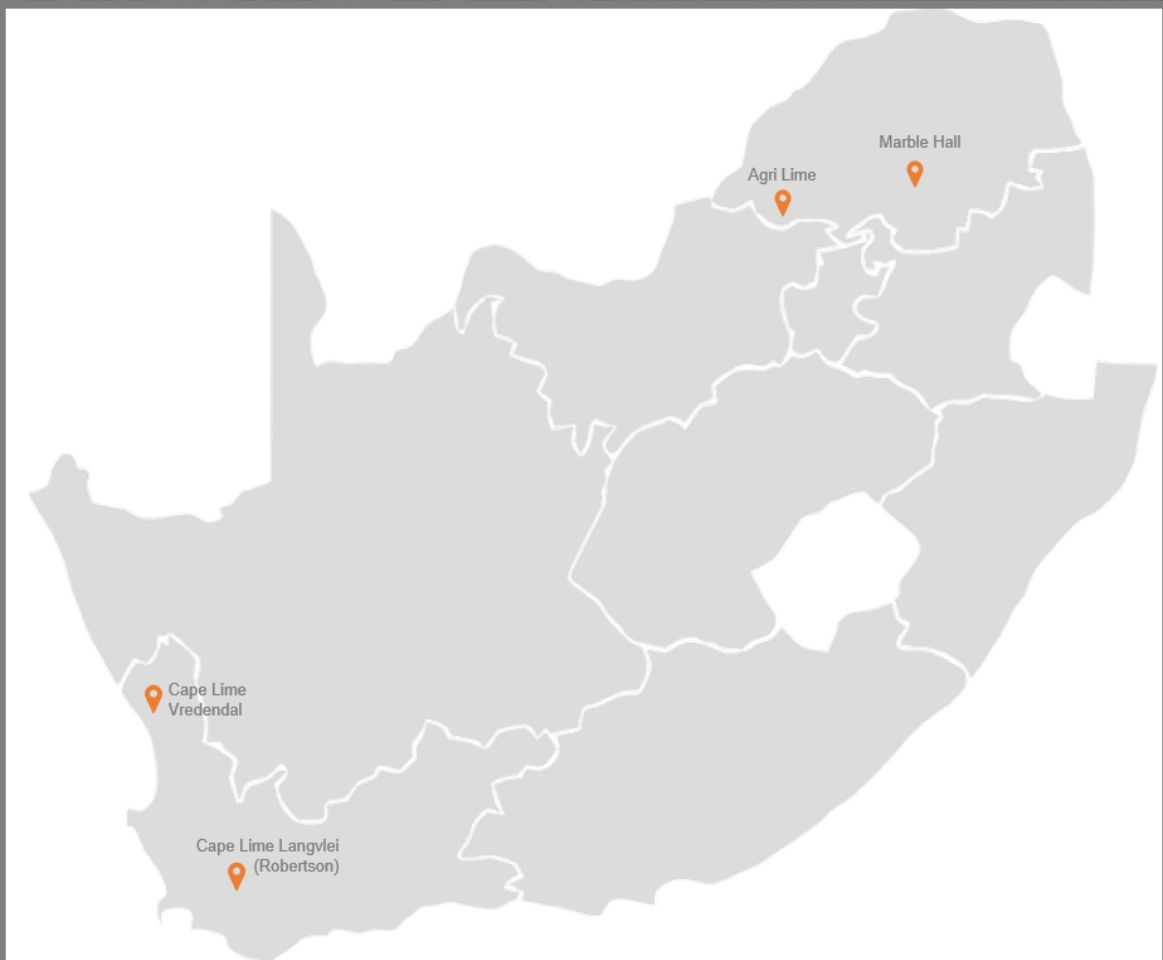 Marble Hall
Agri Lime
Cape Lime
Vredendal
Cape Lime Langvlei
(Robertson)